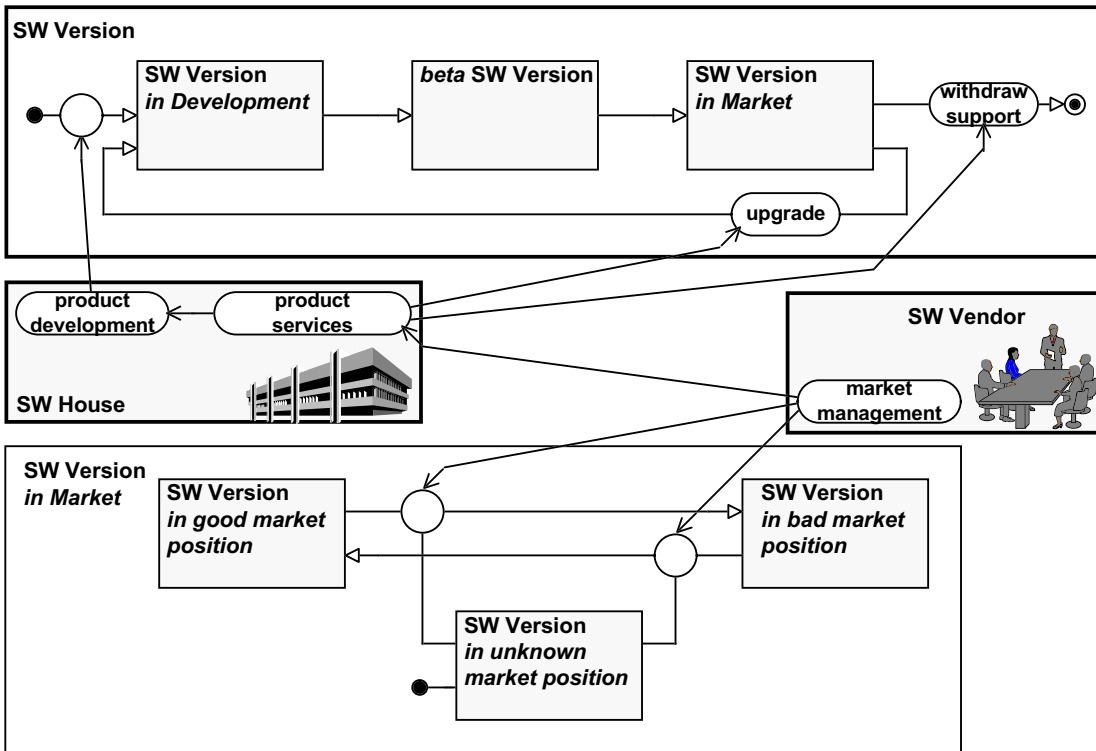 SW Version
SW Version
in Development
beta SW Version
SW Version
in Market
withdraw
support
upgrade
product
development
product
services
SW House
SW Vendor
market
management
SW Version
in Market
SW Version
in good market
position
SW Version
in bad market
position
SW Version
in unknown
market position